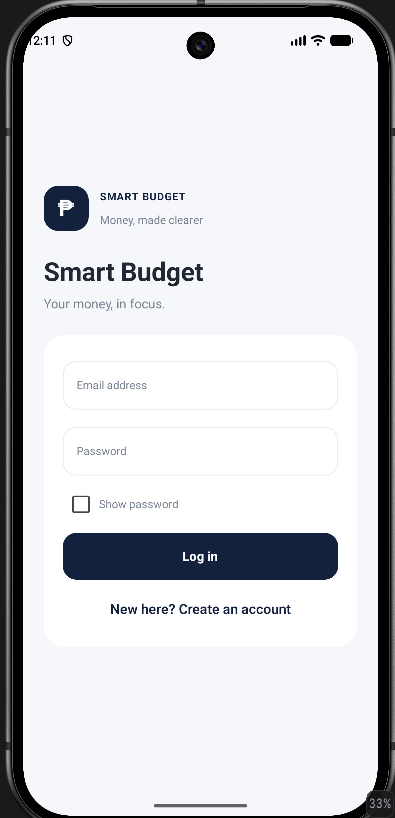 12:11
SMART BUDGET
Money, made clearer
Smart Budget
Your money, in focus.
Email address
Password
Show password
Log in
New here? Create an account
33%